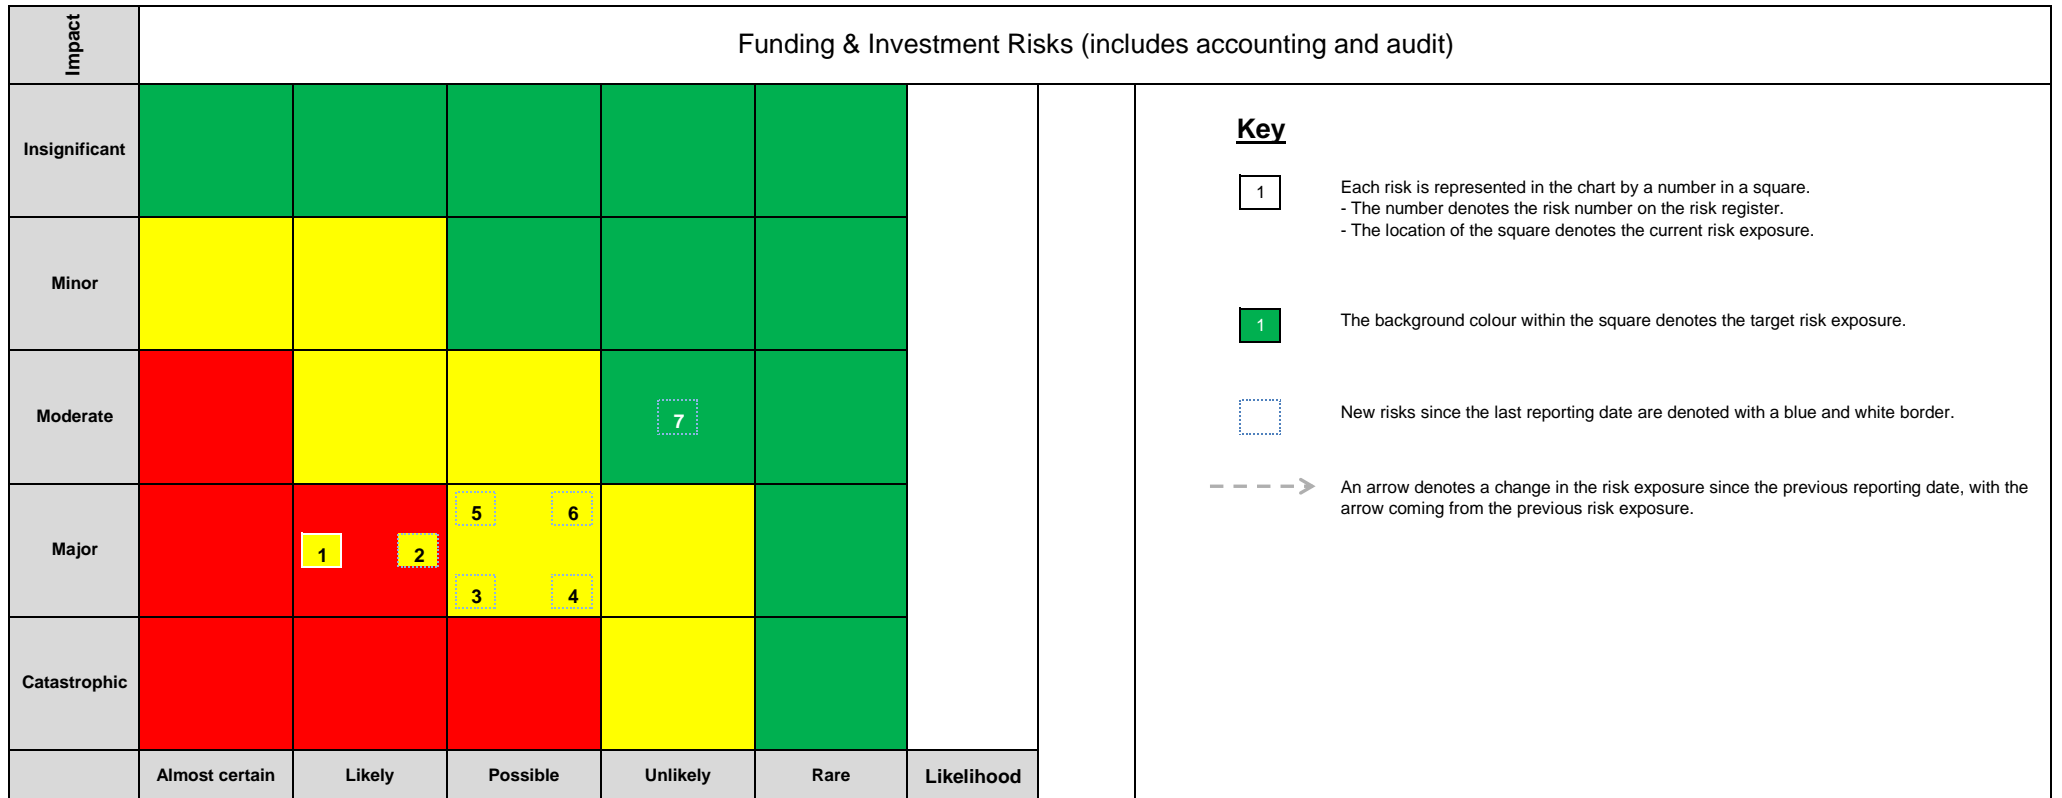 Impact
Funding & Investment Risks (includes accounting and audit)
Insignificant
Minor
Moderate
7
Major
5
6
1
2
3
4
Catastrophic
Almost certain
Likely
Possible
Unlikely
Rare
Likelihood
Key
1
Each risk is represented in the chart by a number in a square.
- The number denotes the risk number on the risk register.
- The location of the square denotes the current risk exposure.
1
The background colour within the square denotes the target risk exposure.
New risks since the last reporting date are denoted with a blue and white border.
An arrow denotes a change in the risk exposure since the previous reporting date, with the
arrow coming from the previous risk exposure.